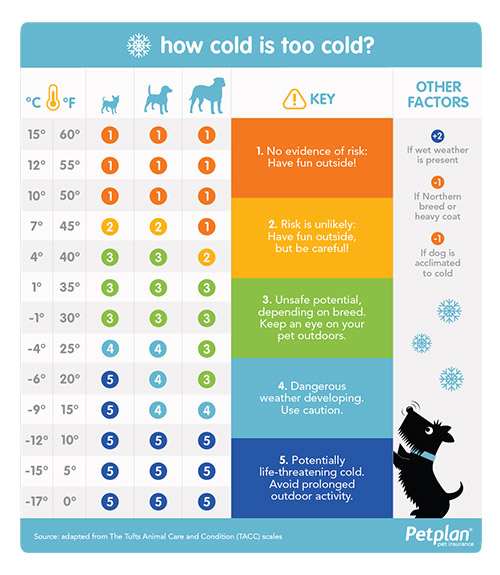 how cold is too cold?
°C °F
KEY
OTHER
FACTORS
15° 60° 1 1 1
12° 55° 1 1 1
10° 50° 1 1 1
7° 45° 2 2 1
4° 40° 3 3 2
1° 35° 3 3 3
-1° 30° 3 3 3
-4° 25° 4 4 3
-6° 20° 5 4 3
-9° 15° 5 4 4
-12° 10° 5 5 5
-15° 5° 5 5 5
-17° 0° 5 5 5
1. No evidence of risk:
Have fun outside!
2. Risk is unlikely:
Have fun outside,
but be careful!
3. Unsafe potential,
depending on breed.
Keep an eye on your
pet outdoors.
4. Dangerous
weather developing.
Use caution.
5. Potentially
life-threatening cold.
Avoid prolonged
outdoor activity.
+2
If wet weather
is present
-1
If Northern
breed or
heavy coat
-1
If dog is
acclimated
to cold
Source: adapted from The Tufts Animal Care and Condition (TACC) scales
Petplan®
pet insurance